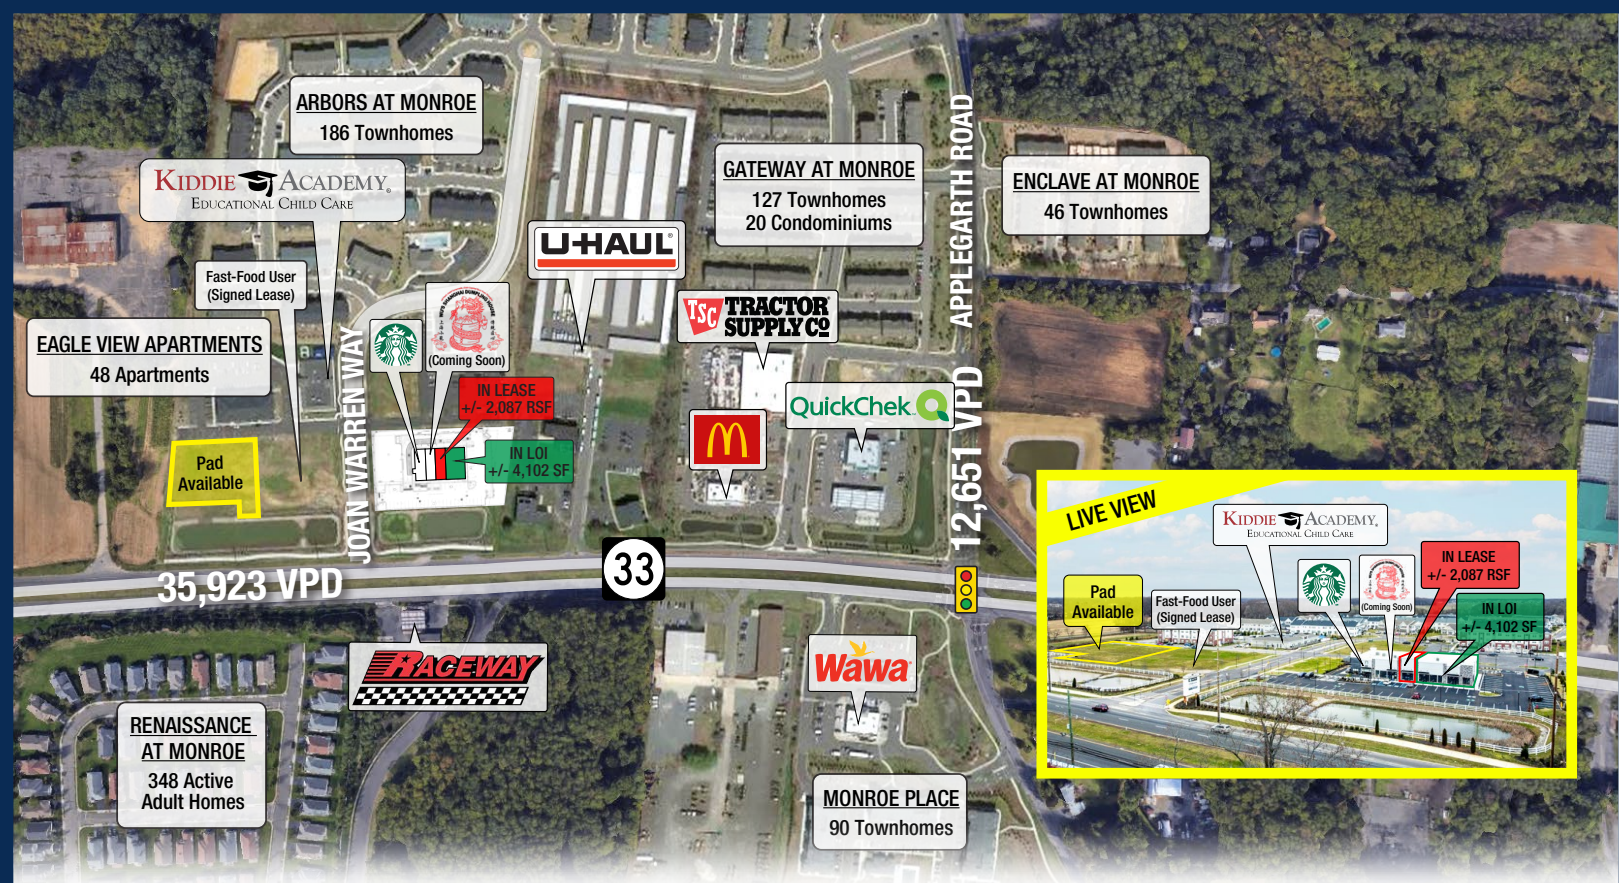 ARBORS AT MONROE
186 Townhomes
KIDDIE ACADEMY®
EDUCATIONAL CHILD CARE
Fast-Food User
(Signed Lease)
EAGLE VIEW APARTMENTS
48 Apartments
JOAN WARREN WAY
(Coming Soon)
IN LEASE
+/- 2,087 RSF
IN LOI
+/- 4,102 SF
Pad
Available
U-HAUL®
GATEWAY AT MONROE
127 Townhomes
20 Condominiums
TSC TRACTOR
SUPPLY CO
QuickChek
APPLEGARTH ROAD
12,651 VPD
ENCLAVE AT MONROE
46 Townhomes
35,923 VPD
33
RACEWAY
Wawa
RENAISSANCE
AT MONROE
348 Active
Adult Homes
MONROE PLACE
90 Townhomes
LIVE VIEW
KIDDIE ACADEMY®
EDUCATIONAL CHILD CARE
Pad
Available
Fast-Food User
(Signed Lease)
(Coming Soon)
IN LEASE
+/- 2,087 RSF
IN LOI
+/- 4,102 SF